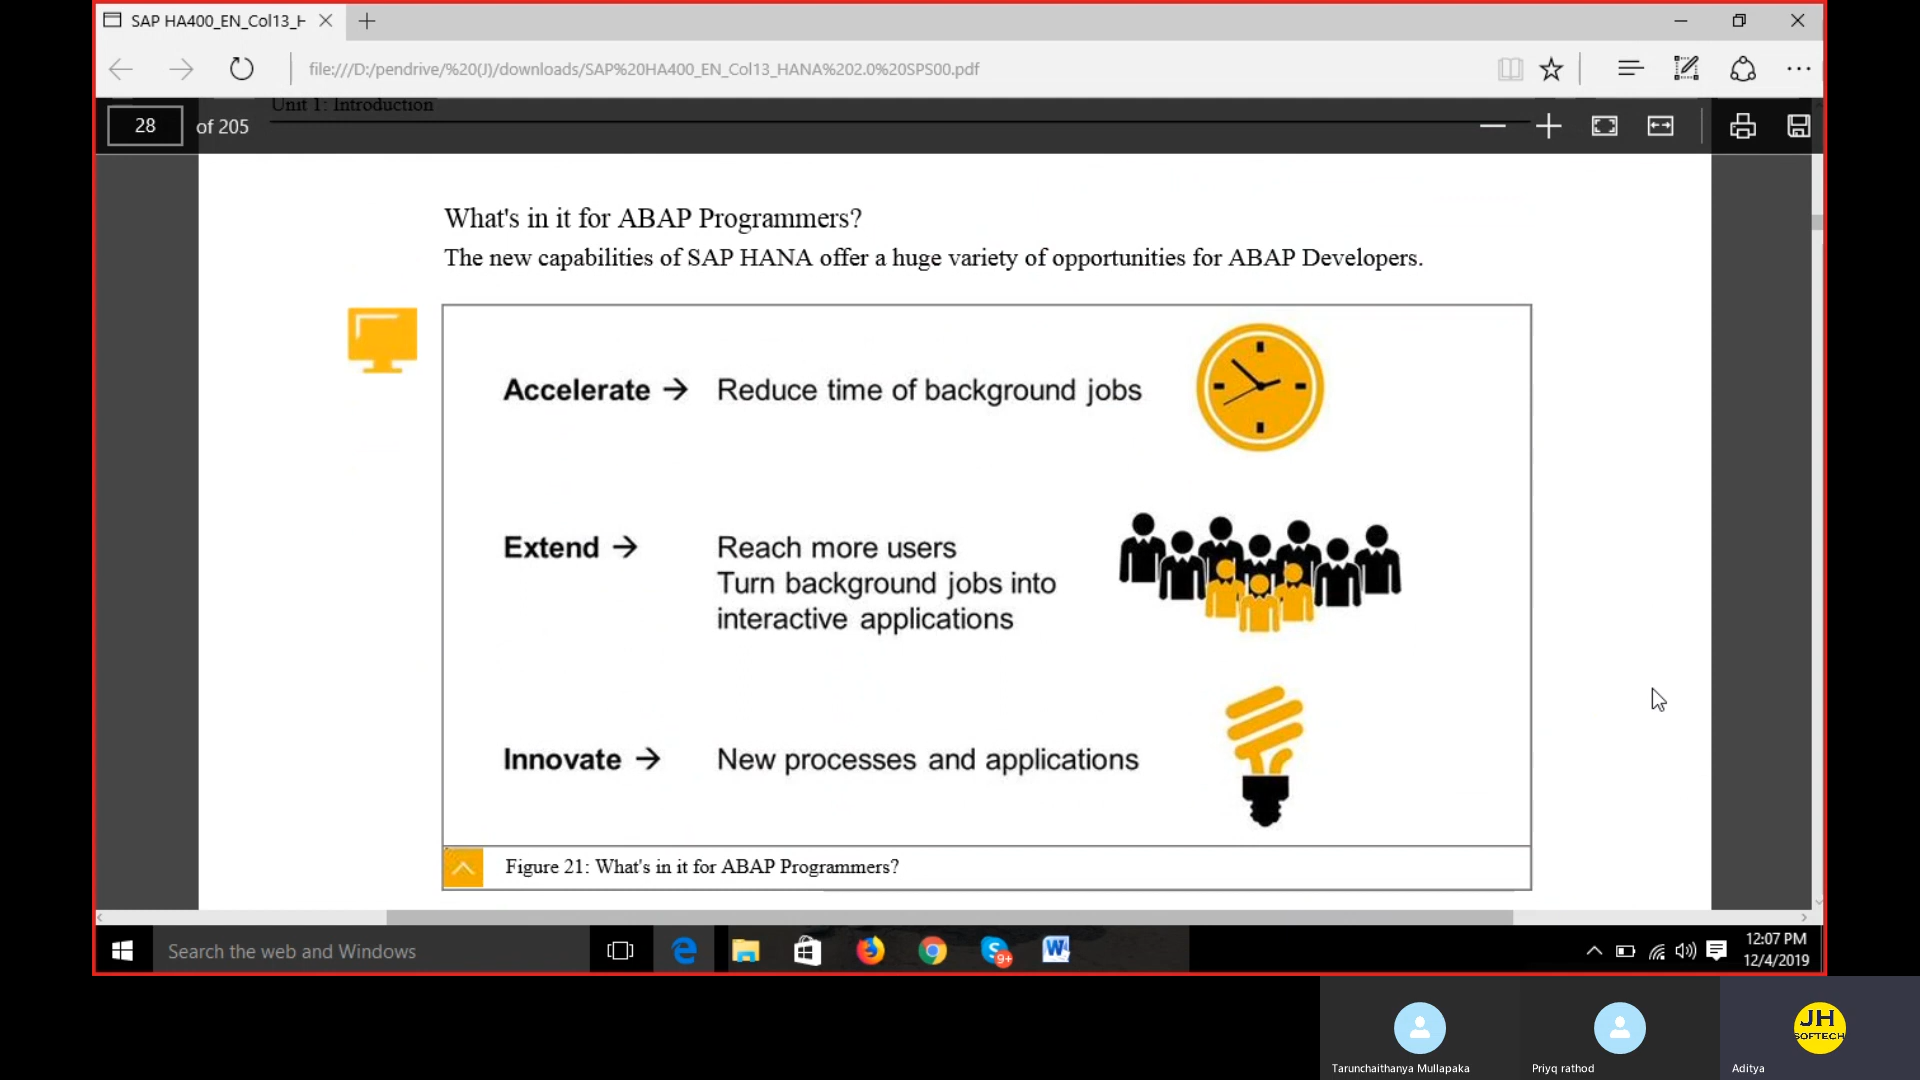 SAP HA400_EN_Col13_H
file:///D:/pendrive/%20(J)/downloads/SAP%20HA400_EN_Col13_HANA%202.0%20SPS00.pdf
Unit 1: Introduction
28 of 205
What's in it for ABAP Programmers?
The new capabilities of SAP HANA offer a huge variety of opportunities for ABAP Developers.
Accelerate → Reduce time of background jobs
Extend → Reach more users
Turn background jobs into
interactive applications
Innovate → New processes and applications
Figure 21: What's in it for ABAP Programmers?
Search the web and Windows
9+
12:07 PM
12/4/2019
JH
SOFTECH
Tarunchaithanya Mullapaka
Priyq rathod
Aditya